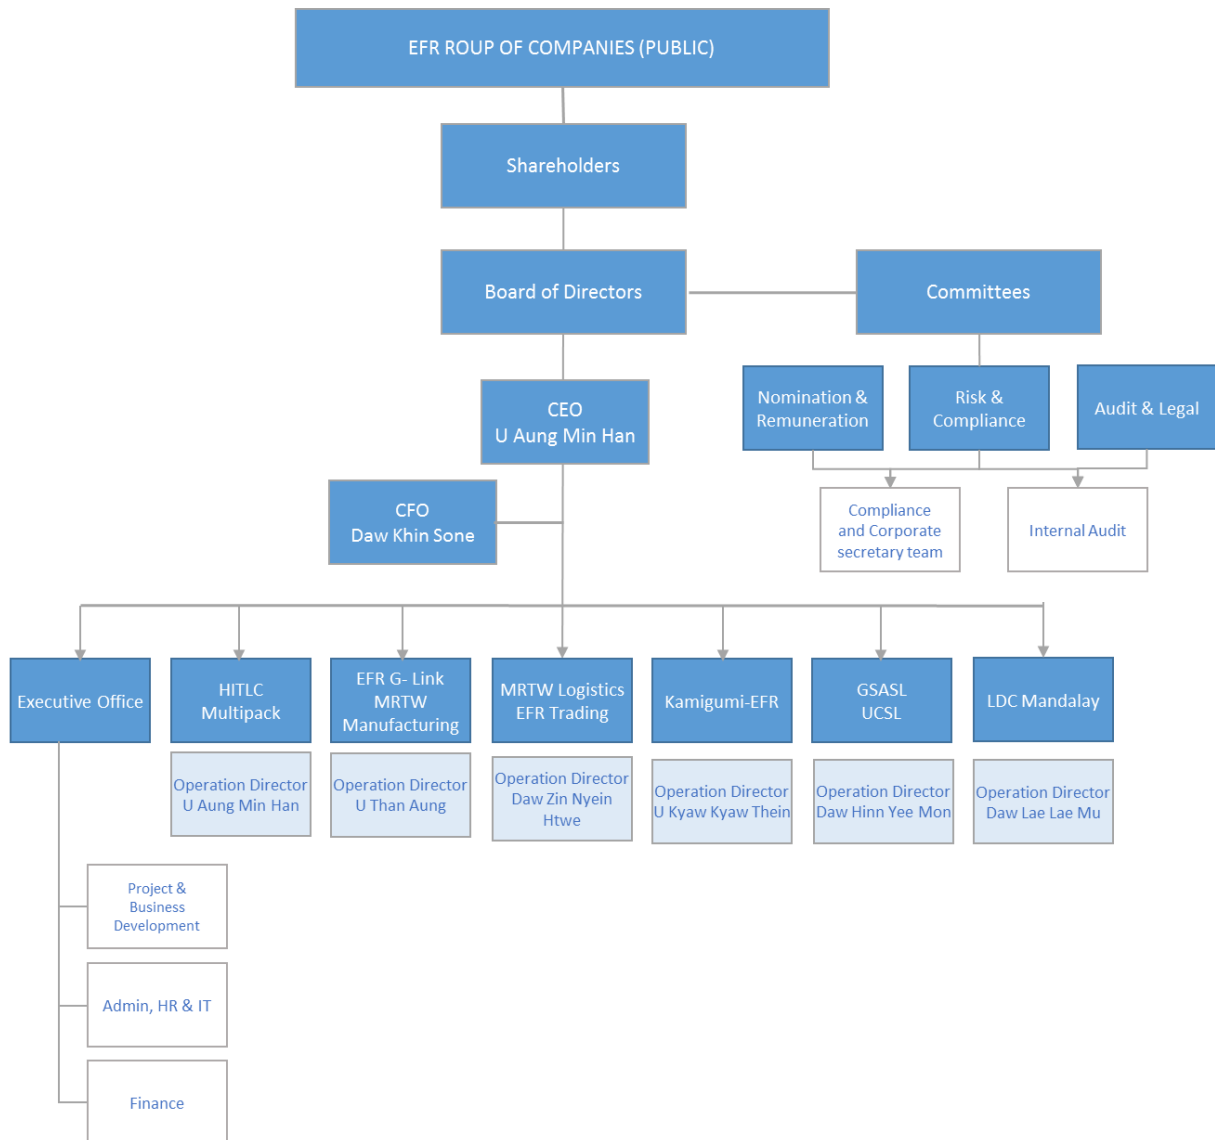 EFR ROUP OF COMPANIES (PUBLIC)
Shareholders
Board of Directors
Committees
CEO
U Aung Min Han
Nomination &
Remuneration
Risk &
Compliance
Audit & Legal
CFO
Daw Khin Sone
Compliance
and Corporate
secretary team
Internal Audit
Executive Office
HITLC
Multipack
EFR G- Link
MRTW
Manufacturing
MRTW Logistics
EFR Trading
Kamigumi-EFR
GSASL
UCSL
LDC Mandalay
Operation Director
U Aung Min Han
Operation Director
U Than Aung
Operation Director
Daw Zin Nyein
Htwe
Operation Director
U Kyaw Kyaw Thein
Operation Director
Daw Hinn Yee Mon
Operation Director
Daw Lae Lae Mu
Project &
Business
Development
Admin, HR & IT
Finance